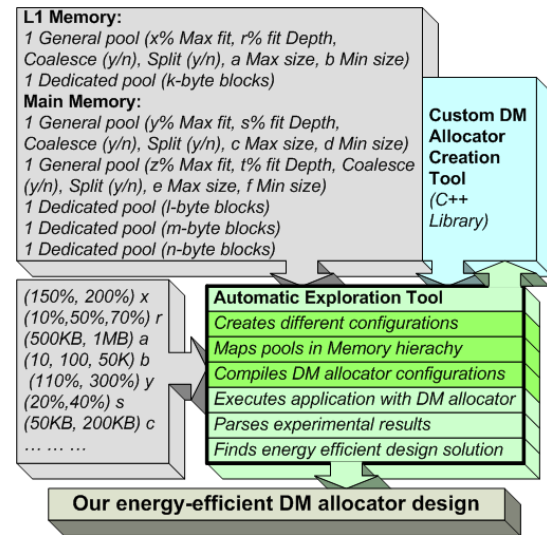 L1 Memory:
1 General pool (x% Max fit, r% fit Depth,
Coalesce (y/n), Split (y/n), a Max size, b Min size)
1 Dedicated pool (k-byte blocks)
Main Memory:
1 General pool (y% Max fit, s% fit Depth,
Coalesce (y/n), Split (y/n), c Max size, d Min size)
1 General pool (z% Max fit, t% fit Depth, Coalesce
(y/n), Split (y/n), e Max size, f Min size)
1 Dedicated pool (l-byte blocks)
1 Dedicated pool (m-byte blocks)
1 Dedicated pool (n-byte blocks)
Custom DM
Allocator
Creation
Tool
(C++
Library)
(150%, 200%) x
(10%,50%,70%) r
(500KB, 1MB) a
(10, 100, 50K) b
(110%, 300%) y
(20%,40%) s
(50KB, 200KB) c
... ... ...
Automatic Exploration Tool
Creates different configurations
Maps pools in Memory hierachy
Compiles DM allocator configurations
Executes application with DM allocator
Parses experimental results
Finds energy efficient design solution
Our energy-efficient DM allocator design